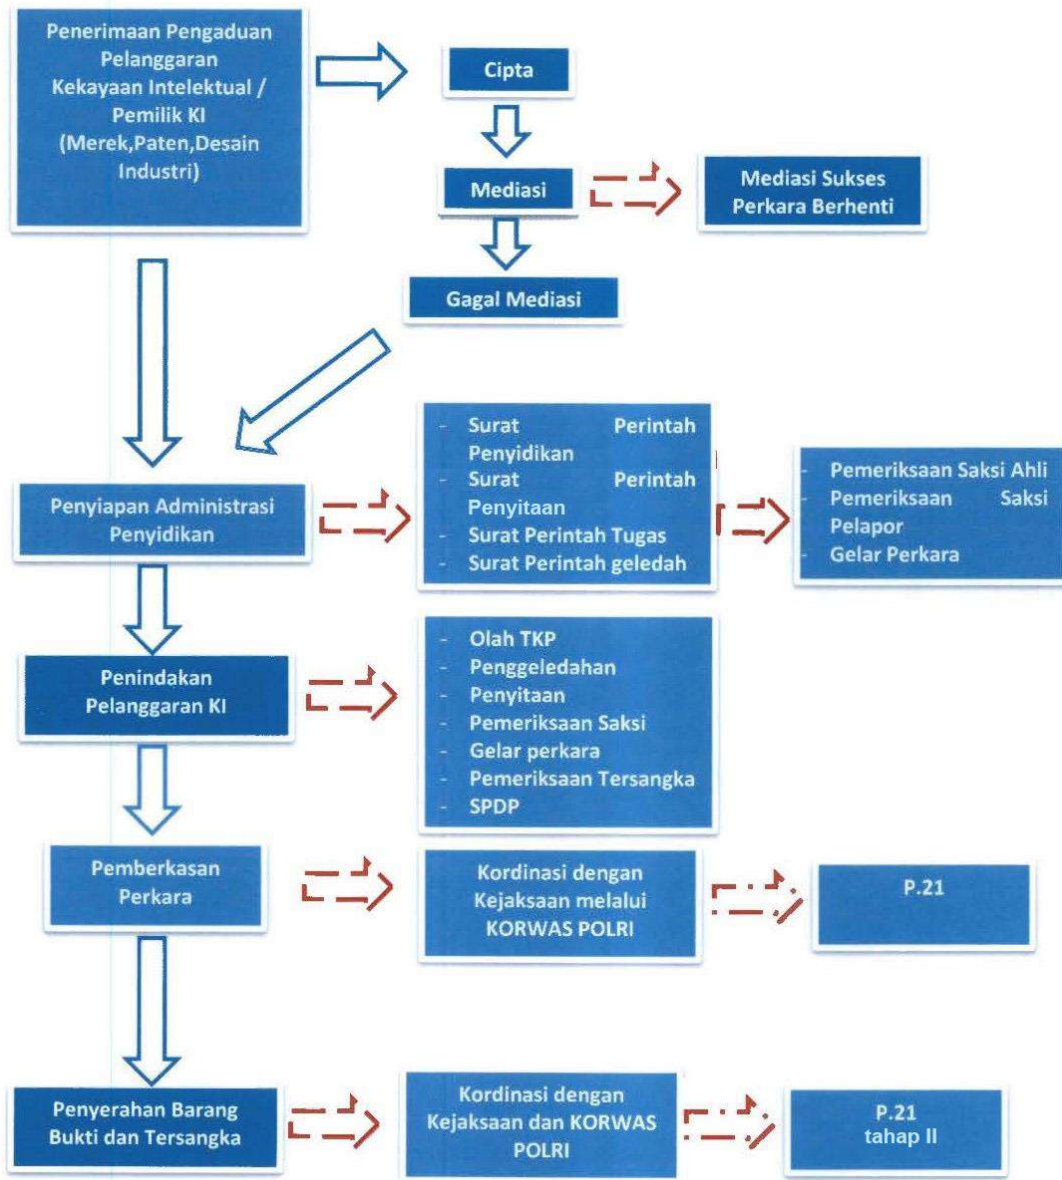 Penerimaan Pengaduan
Pelanggaran
Kekayaan Intelektual /
Pemilik KI
(Merek,Paten,Desain
Industri)
Cipta
Mediasi
Mediasi Sukses
Perkara Berhenti
Gagal Mediasi
Penyiapan Administrasi
Penyidikan
- Surat Perintah
Penyidikan
- Surat Perintah
Penyitaan
- Surat Perintah Tugas
- Surat Perintah geledah
- Pemeriksaan Saksi Ahli
- Pemeriksaan Saksi
Pelapor
- Gelar Perkara
Penindakan
Pelanggaran KI
- Olah TKP
- Penggeledahan
- Penyitaan
- Pemeriksaan Saksi
- Gelar perkara
- Pemeriksaan Tersangka
- SPDP
Pemberkasan
Perkara
Kordinasi dengan
Kejaksaan melalui
KORWAS POLRI
P.21
Penyerahan Barang
Bukti dan Tersangka
Kordinasi dengan
Kejaksaan dan KORWAS
POLRI
P.21
tahap II